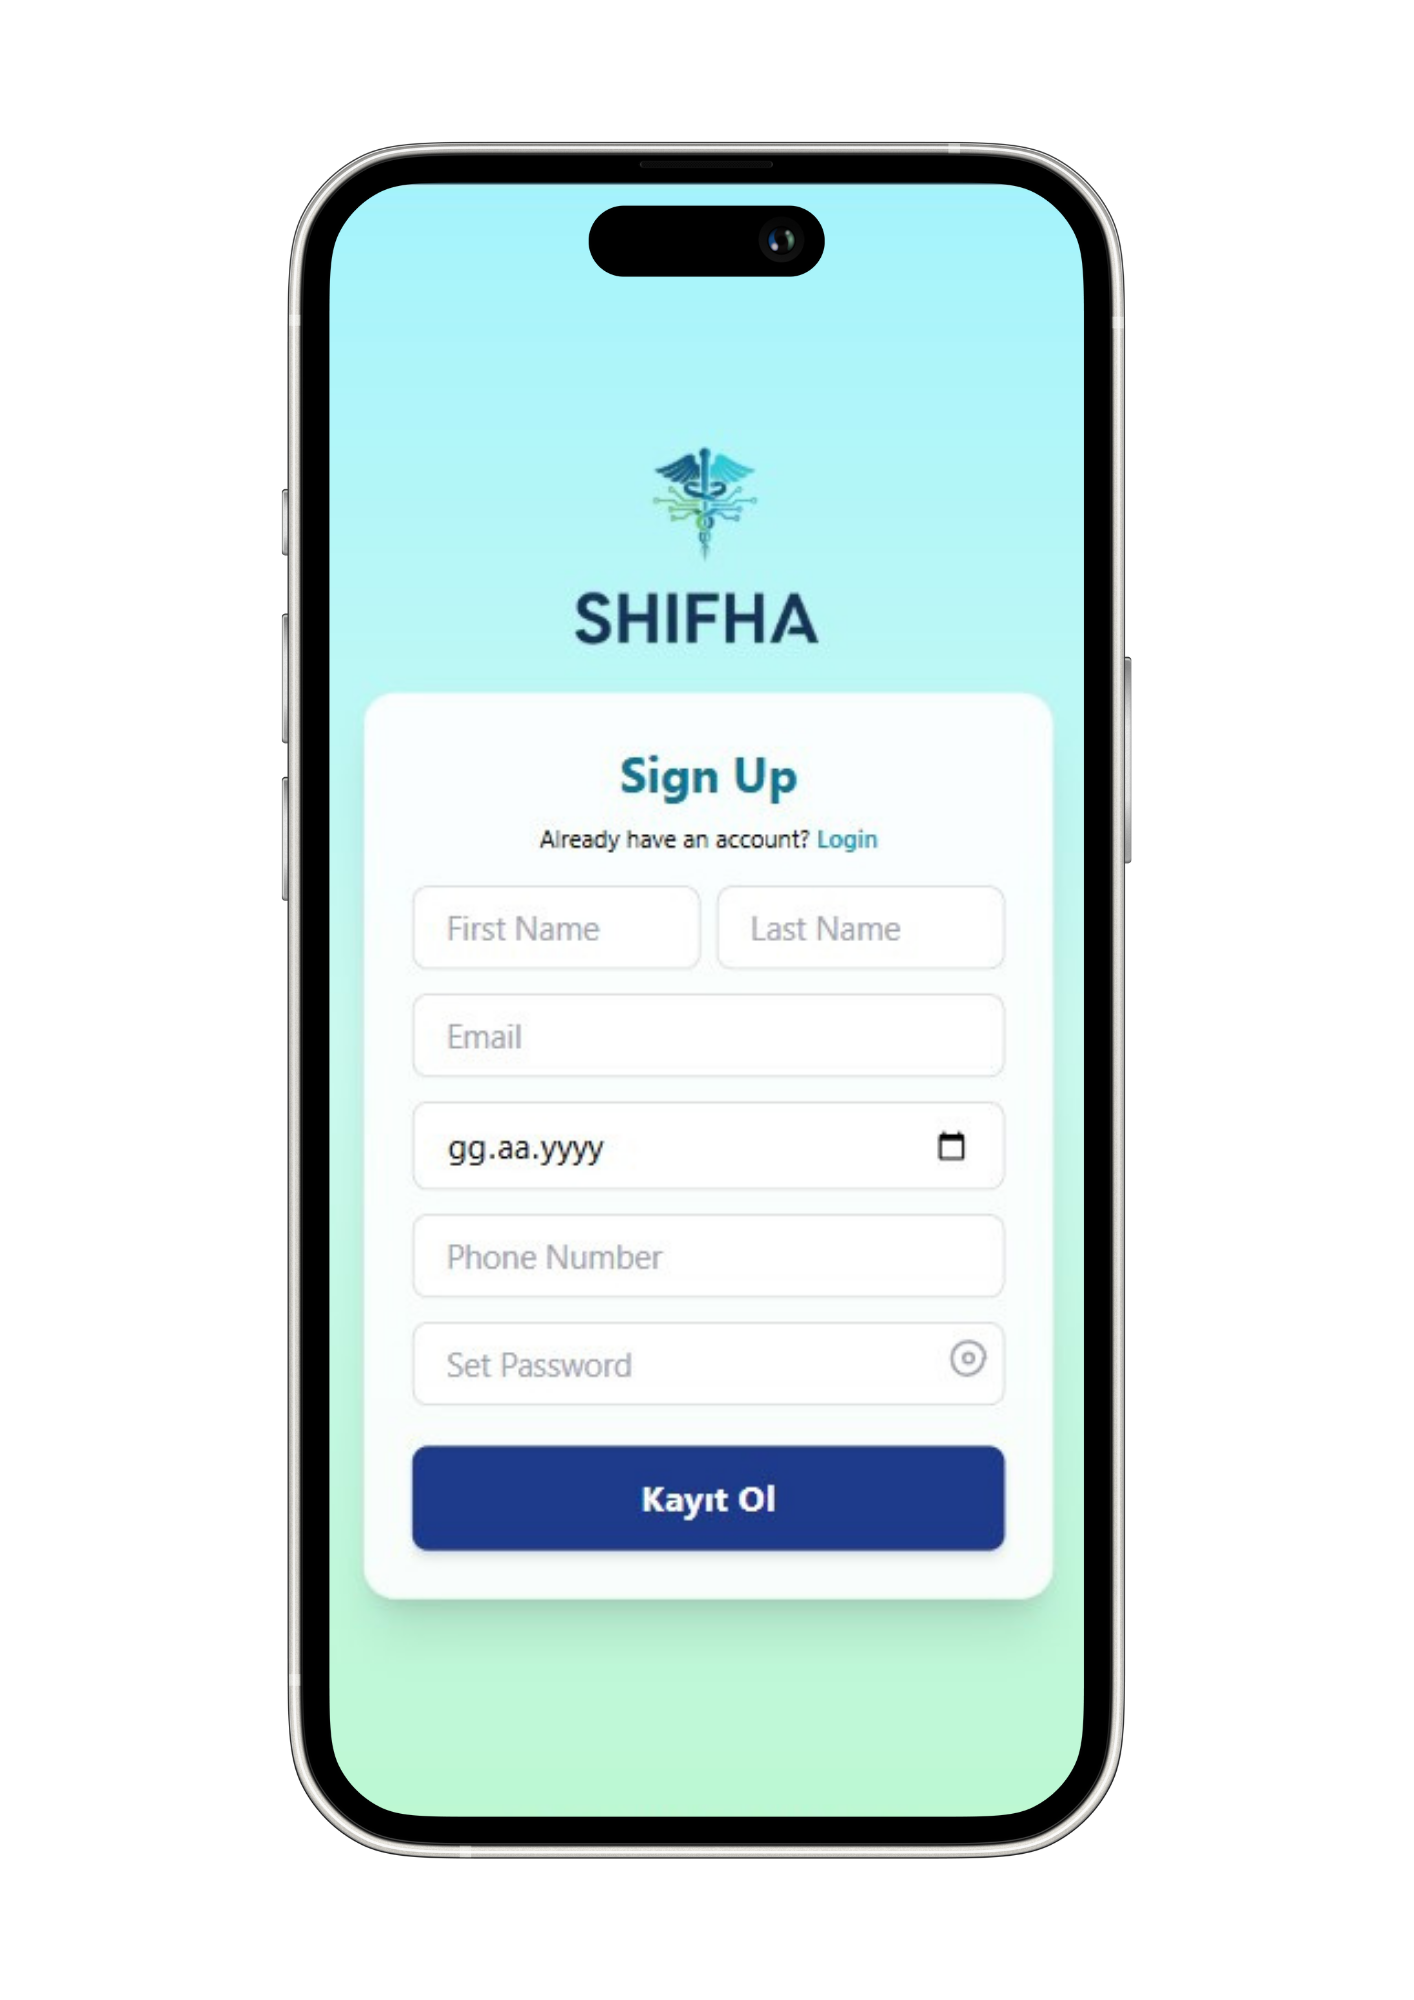 SHIFHA
Sign Up
Already have an account? Login
First Name Last Name
Email
gg.aa.yyyy
Phone Number
Set Password
Kayıt Ol